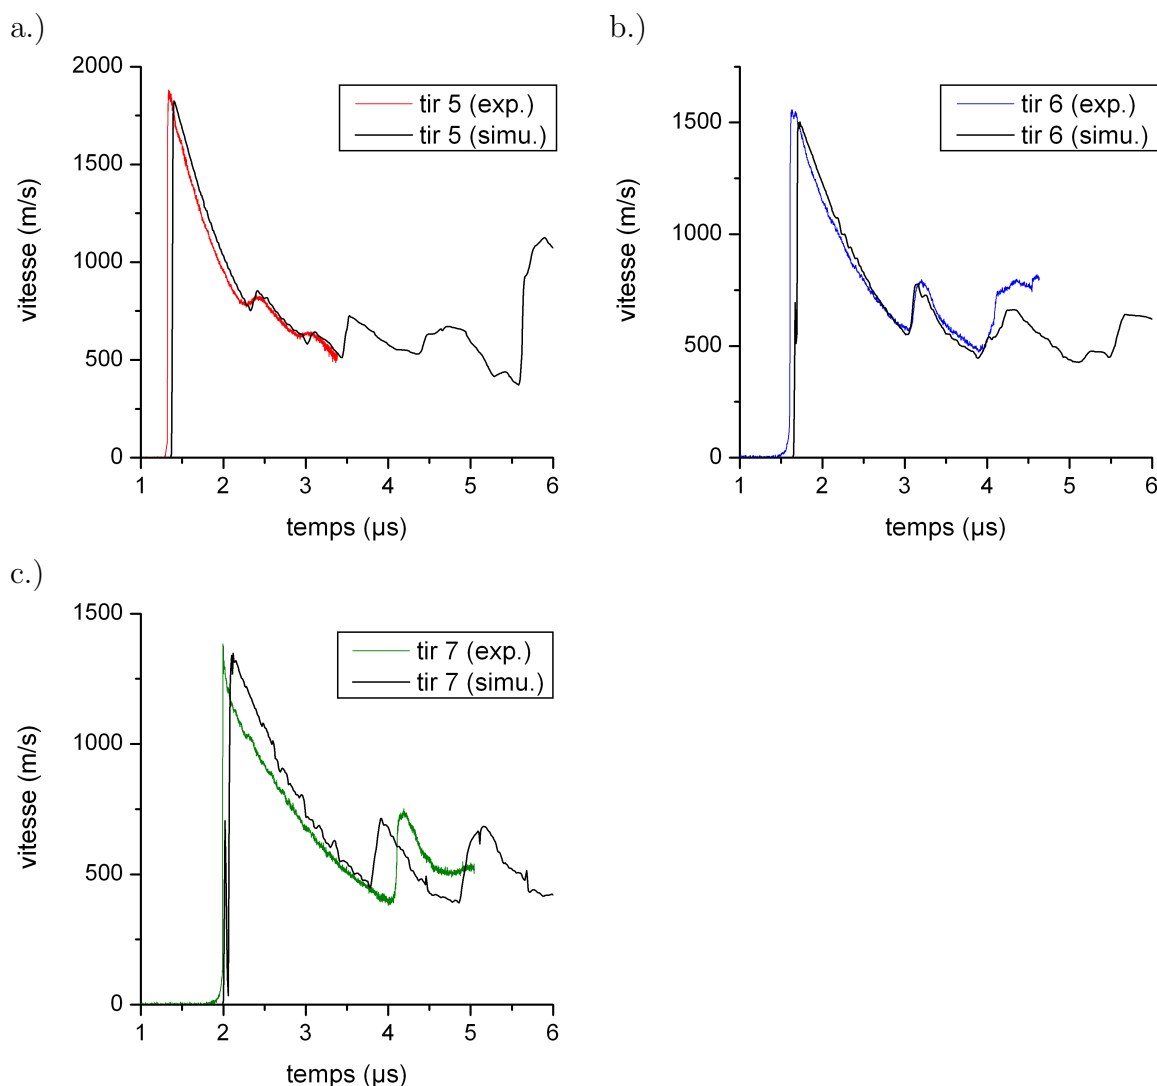 a.)
2000
1500
1000
500
0
vitesse (m/s)
tir 5 (exp.)
tir 5 (simu.)
1 2 3 4 5 6
temps (µs)
b.)
1500
1000
500
0
vitesse (m/s)
tir 6 (exp.)
tir 6 (simu.)
1 2 3 4 5 6
temps (µs)
c.)
1500
1000
500
0
vitesse (m/s)
tir 7 (exp.)
tir 7 (simu.)
1 2 3 4 5 6
temps (µs)